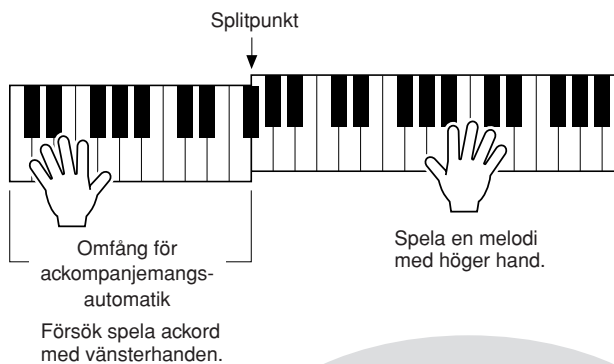 Splitpunkt
Omfång för
ackompanjemangs-
automatik
Försök spela ackord
med vänsterhanden.
Spela en melodi
med höger hand.